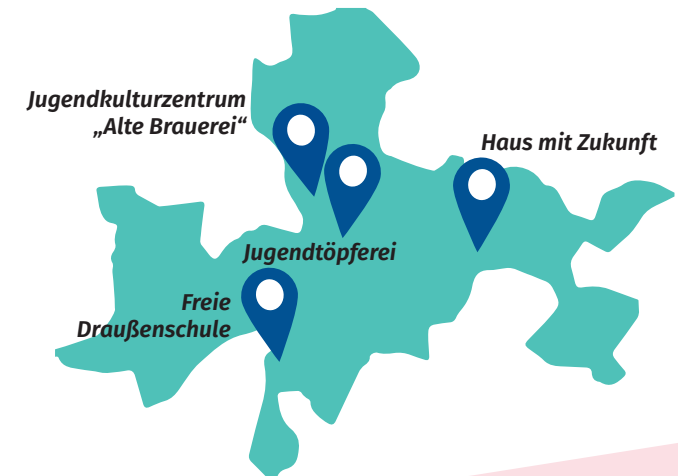 Jugendkulturzentrum
„Alte Brauerei“
Haus mit Zukunft
Jugendtöpferei
Freie
Draußenschule